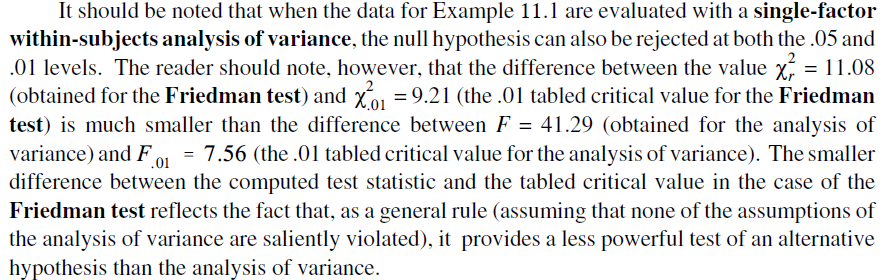 It should be noted that when the data for Example 11.1 are evaluated with a single-factor
within-subjects analysis of variance, the null hypothesis can also be rejected at both the .05 and
.01 levels. The reader should note, however, that the difference between the value χ²ᵣ = 11.08
(obtained for the Friedman test) and χ².₀₁ = 9.21 (the .01 tabled critical value for the Friedman
test) is much smaller than the difference between F = 41.29 (obtained for the analysis of
variance) and F.₀₁ = 7.56 (the .01 tabled critical value for the analysis of variance). The smaller
difference between the computed test statistic and the tabled critical value in the case of the
Friedman test reflects the fact that, as a general rule (assuming that none of the assumptions of
the analysis of variance are saliently violated), it provides a less powerful test of an alternative
hypothesis than the analysis of variance.